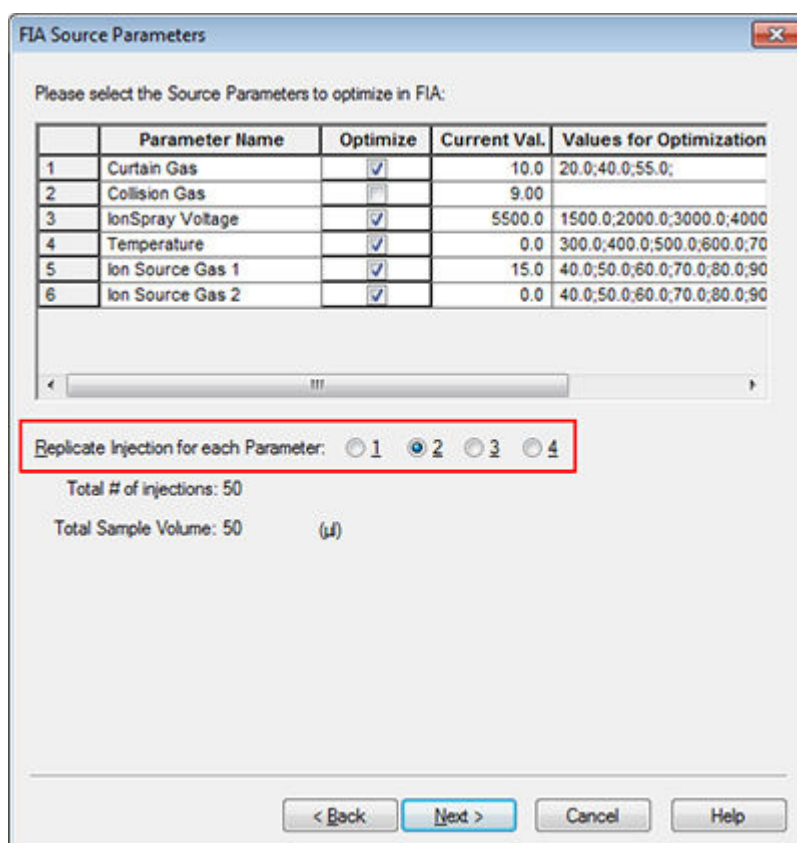 FIA Source Parameters
Please select the Source Parameters to optimize in FIA:
Parameter Name Optimize Current Val. Values for Optimization
1 Curtain Gas 10.0 20.0;40.0;55.0;
2 Collision Gas 9.00
3 IonSpray Voltage 5500.0 1500.0;2000.0;3000.0;4000
4 Temperature 0.0 300.0;400.0;500.0;600.0;70
5 Ion Source Gas 1 15.0 40.0;50.0;60.0;70.0;80.0;90
6 Ion Source Gas 2 0.0 40.0;50.0;60.0;70.0;80.0;90
Replicate Injection for each Parameter: 1 2 3 4
Total # of injections: 50
Total Sample Volume: 50 (µl)
< Back Next > Cancel Help